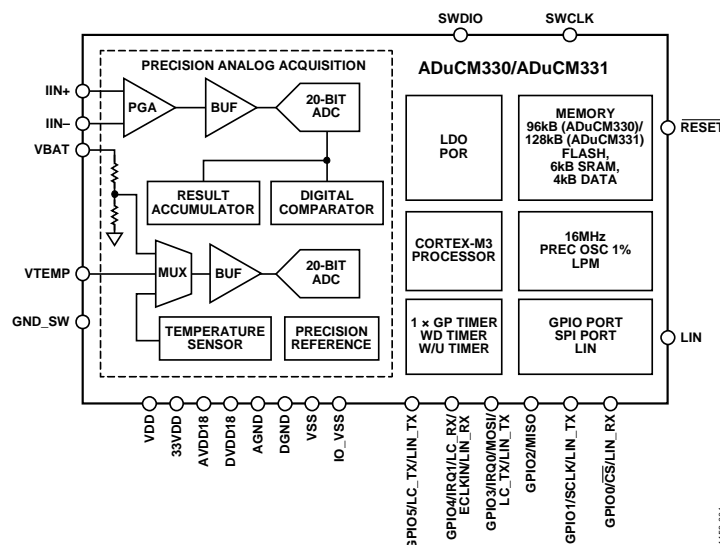 SWDIO
SWCLK
PRECISION ANALOG ACQUISITION
ADuCM330/ADuCM331
IIN+
IIN–
VBAT
PGA
BUF
20-BIT
ADC
RESULT
ACCUMULATOR
DIGITAL
COMPARATOR
LDO
POR
MEMORY
96kB (ADuCM330)/
128kB (ADuCM331)
FLASH,
6kB SRAM,
4kB DATA
RESET
VTEMP
GND_SW
MUX
BUF
20-BIT
ADC
TEMPERATURE
SENSOR
PRECISION
REFERENCE
CORTEX-M3
PROCESSOR
16MHz
PREC OSC 1%
LPM
1 × GP TIMER
WD TIMER
W/U TIMER
GPIO PORT
SPI PORT
LIN
LIN
VDD
33VDD
AVDD18
DVDD18
AGND
DGND
VSS
IO_VSS
GPIO5/LC_TX/LIN_TX
GPIO4/IRQ1/LC_RX/
ECLKIN/LIN_RX
GPIO3/IRQ0/MOSI/
LC_TX/LIN_TX
GPIO2/MISO
GPIO1/SCLK/LIN_TX
GPIO0/CS/LIN_RX